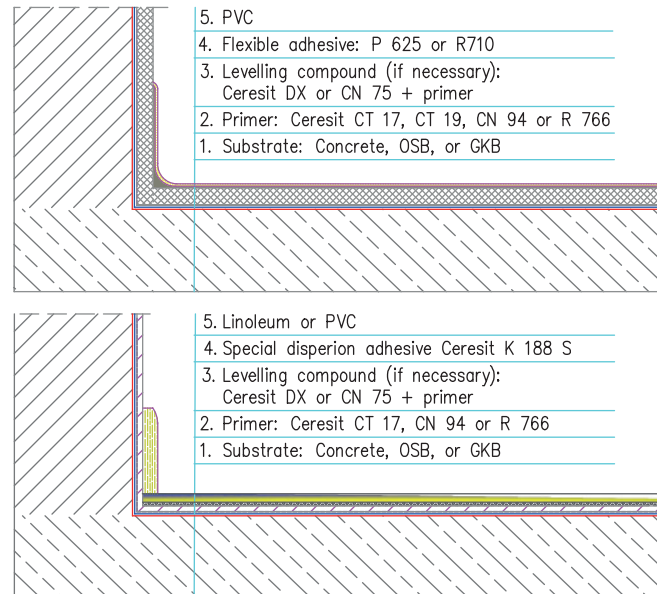 5. PVC
4. Flexible adhesive: P 625 or R710
3. Levelling compound (if necessary):
Ceresit DX or CN 75 + primer
2. Primer: Ceresit CT 17, CT 19, CN 94 or R 766
1. Substrate: Concrete, OSB, or GKB
5. Linoleum or PVC
4. Special disperion adhesive Ceresit K 188 S
3. Levelling compound (if necessary):
Ceresit DX or CN 75 + primer
2. Primer: Ceresit CT 17, CN 94 or R 766
1. Substrate: Concrete, OSB, or GKB